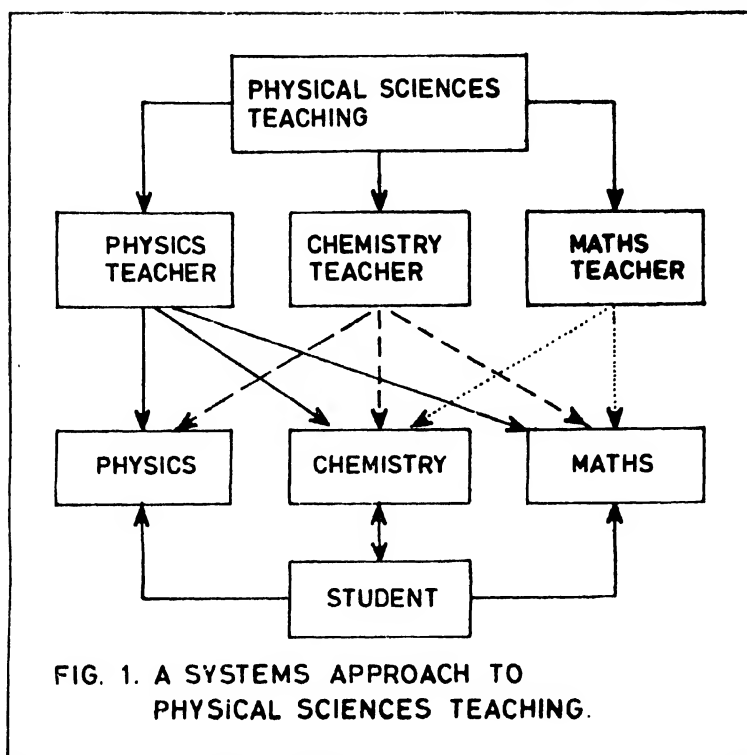 PHYSICAL SCIENCES
TEACHING
PHYSICS
TEACHER
CHEMISTRY
TEACHER
MATHS
TEACHER
PHYSICS
CHEMISTRY
MATHS
STUDENT
FIG. 1. A SYSTEMS APPROACH TO
PHYSICAL SCIENCES TEACHING.